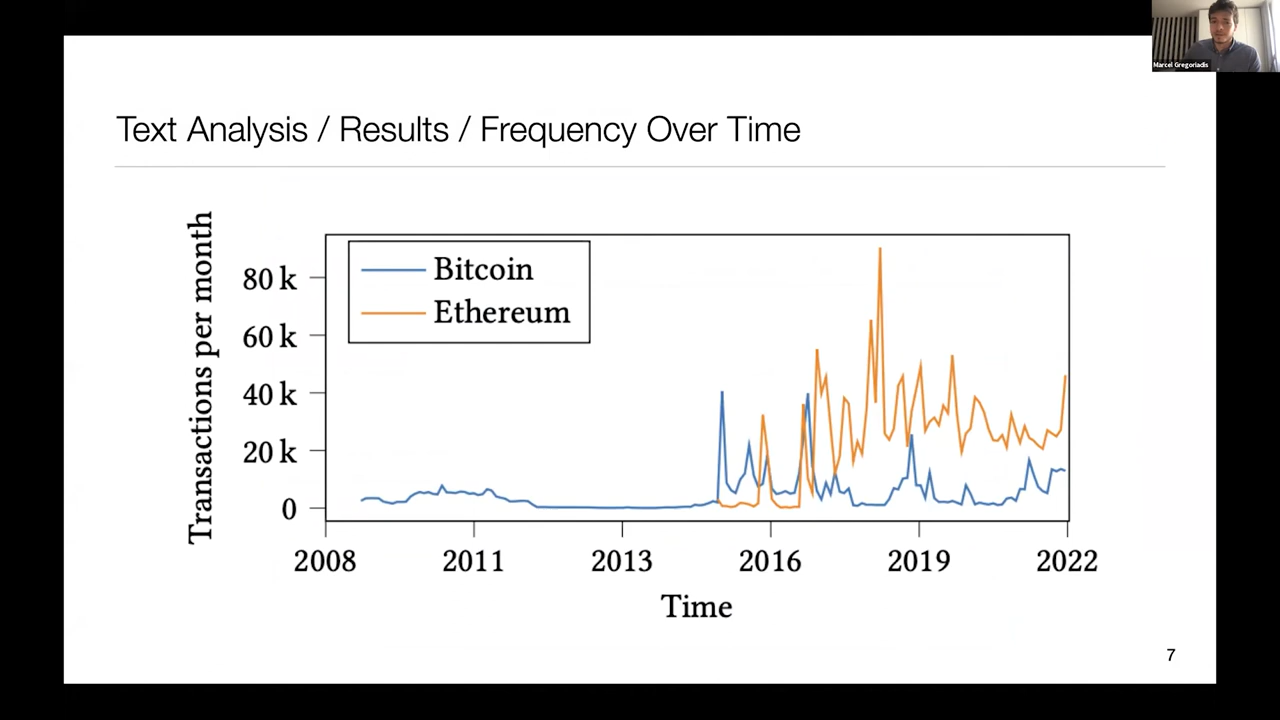 Marcel Gregoriadis
Text Analysis / Results / Frequency Over Time
Transactions per month
80 k
60 k
40 k
20 k
0
Bitcoin
Ethereum
2008 2011 2013 2016 2019 2022
Time
7